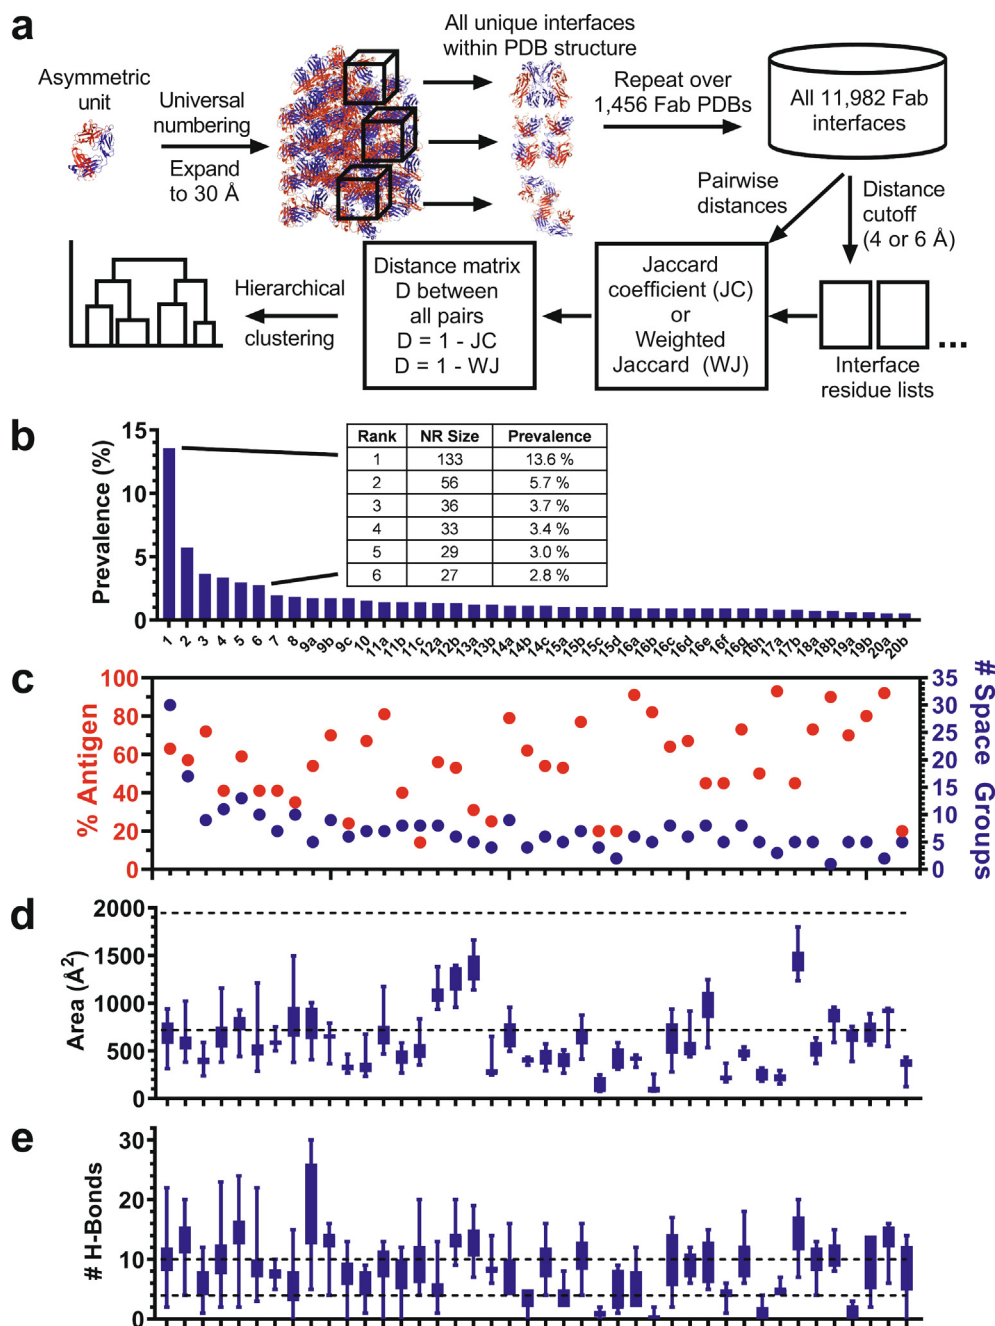 a
Asymmetric
unit
Universal
numbering
Expand
to 30 Å
All unique interfaces
within PDB structure
Repeat over
1,456 Fab PDBs
All 11,982 Fab
interfaces
Pairwise
distances
Distance
cutoff
(4 or 6 Å)
Hierarchical
clustering
Distance matrix
D between
all pairs
D = 1 - JC
D = 1 - WJ
Jaccard
coefficient (JC)
or
Weighted
Jaccard (WJ)
...
Interface
residue lists
b
Prevalence (%)
15
10
5
0
Rank NR Size Prevalence
1 133 13.6 %
2 56 5.7 %
3 36 3.7 %
4 33 3.4 %
5 29 3.0 %
6 27 2.8 %
1 2 3 4 5 6 7 8 9a 9b 9c 10 11a 11b 11c 12a 12b 13a 13b 14a 14b 14c 15a 15b 15c 15d 16a 16b 16c 16d 16e 16f 16g 16h 17a 17b 18a 18b 19a 19b 20a 20b
c
% Antigen
100
80
60
40
20
0
35
30
25
20
15
10
5
0
# Space Groups
d
Area (Å2)
2000
1500
1000
500
0
e
# H-Bonds
30
20
10
0